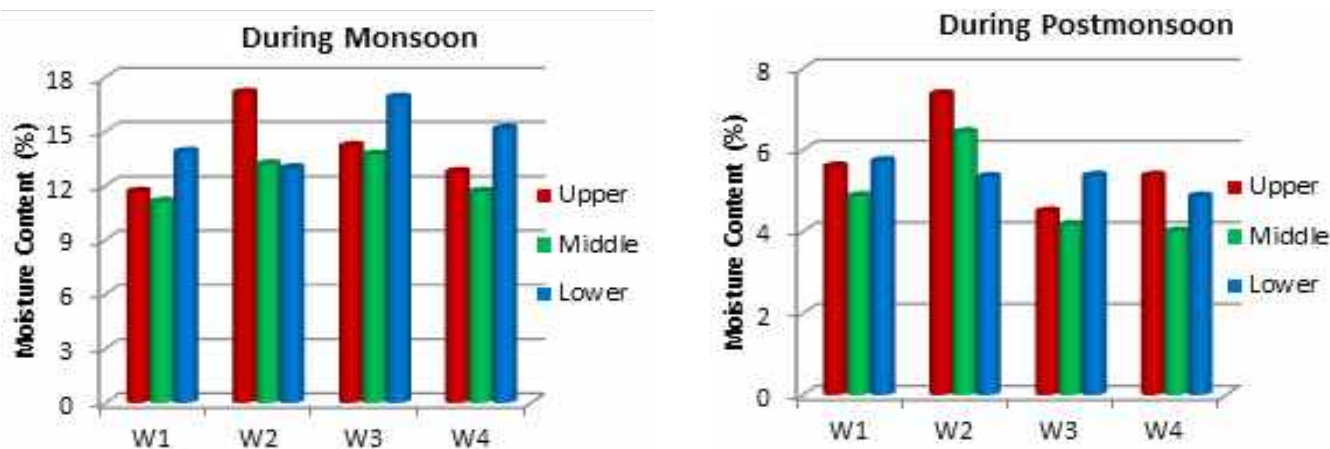 During Monsoon
Moisture Content (%)
18
15
12
9
6
3
0
W1 W2 W3 W4
Upper
Middle
Lower
During Postmonsoon
Moisture Content (%)
8
6
4
2
0
W1 W2 W3 W4
Upper
Middle
Lower